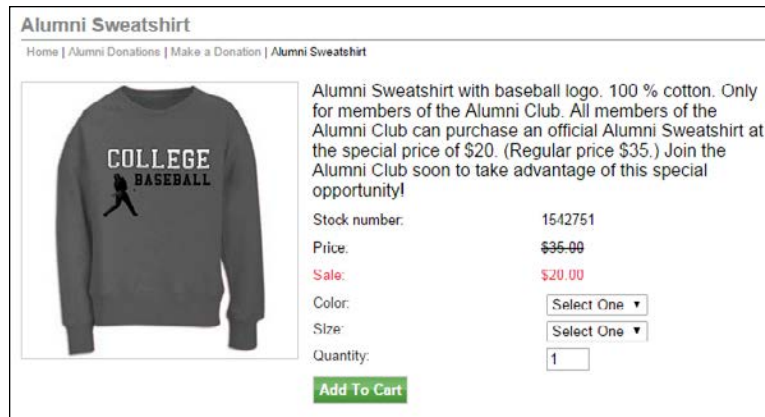 Alumni Sweatshirt
Home | Alumni Donations | Make a Donation | Alumni Sweatshirt
COLLEGE
BASEBALL
Alumni Sweatshirt with baseball logo. 100 % cotton. Only
for members of the Alumni Club. All members of the
Alumni Club can purchase an official Alumni Sweatshirt at
the special price of $20. (Regular price $35.) Join the
Alumni Club soon to take advantage of this special
opportunity!
Stock number: 1542751
Price: $35.00
Sale: $20.00
Color: Select One
Size: Select One
Quantity: 1
Add To Cart